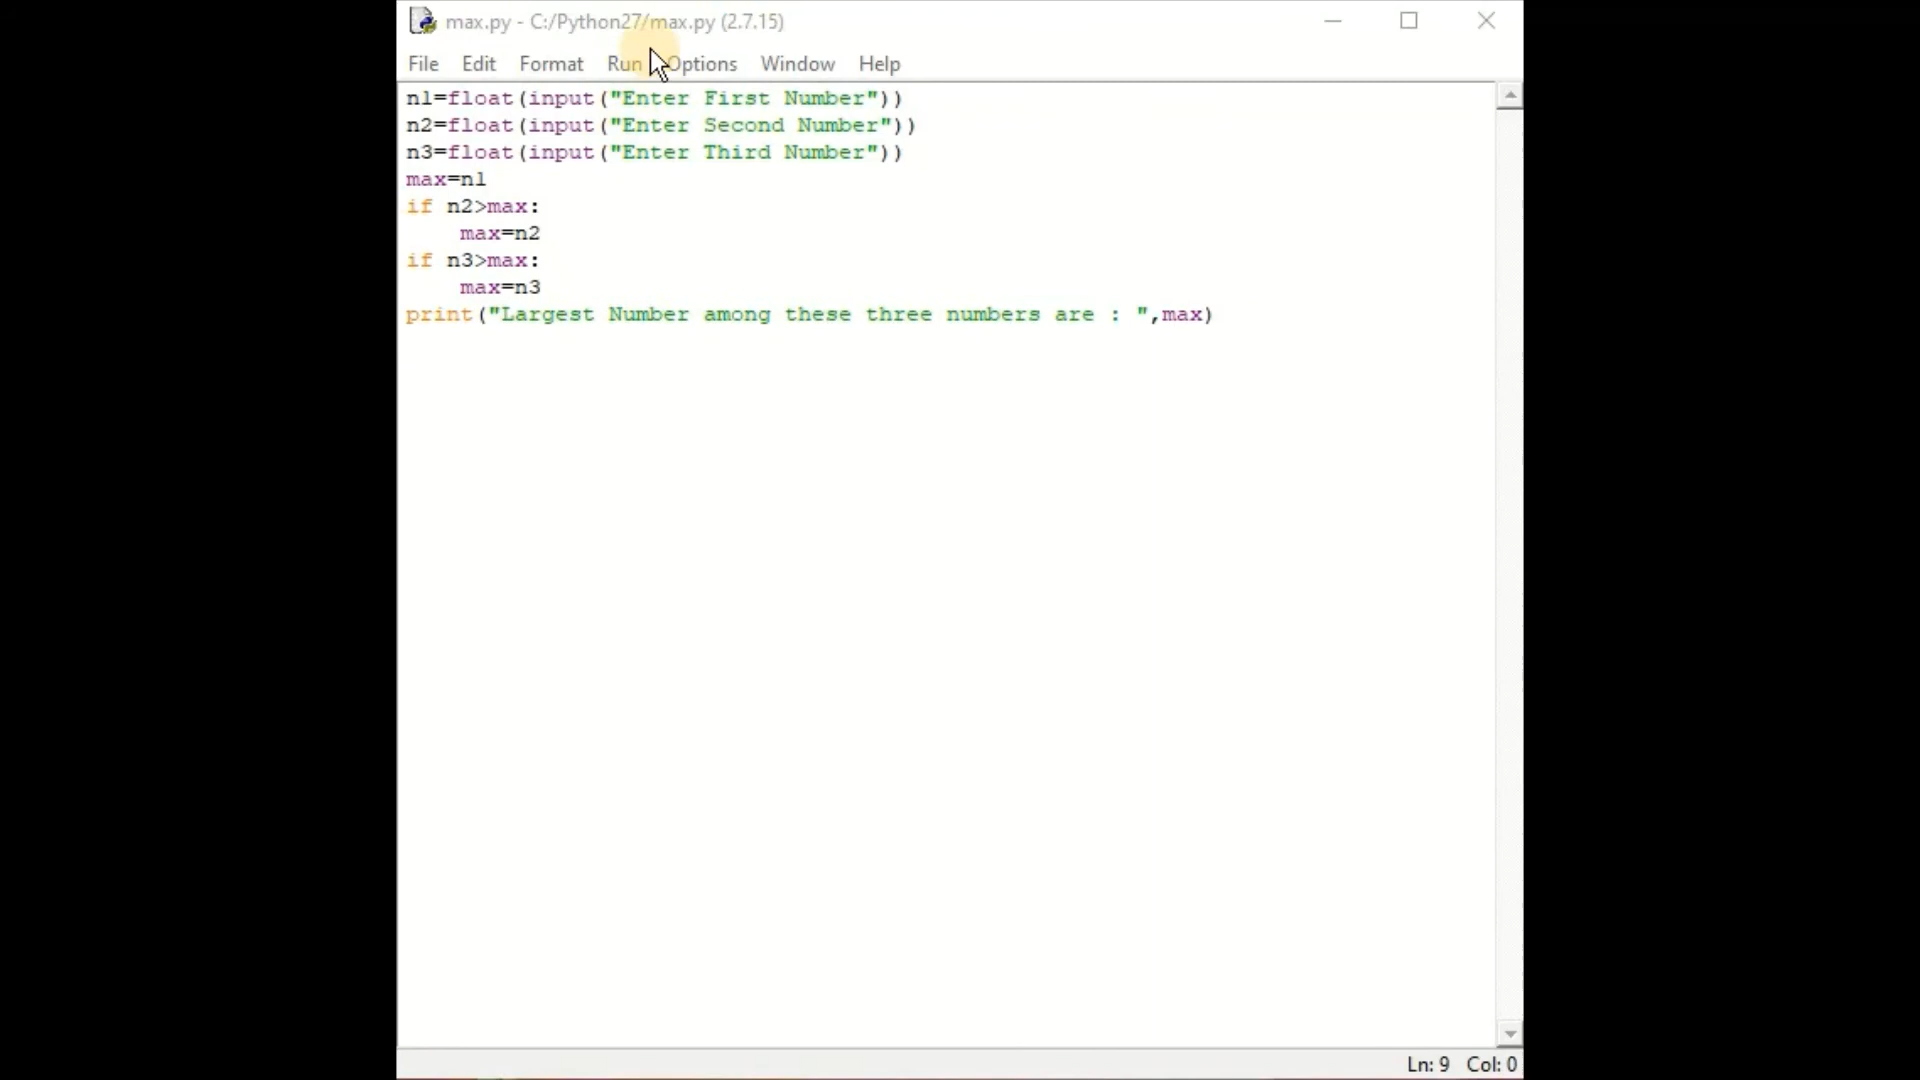 max.py - C:/Python27/max.py (2.7.15)
File Edit Format Run Options Window Help
n1=float(input("Enter First Number"))
n2=float(input("Enter Second Number"))
n3=float(input("Enter Third Number"))
max=n1
if n2>max:
    max=n2
if n3>max:
    max=n3
print("Largest Number among these three numbers are : ",max)
Ln: 9 Col: 0